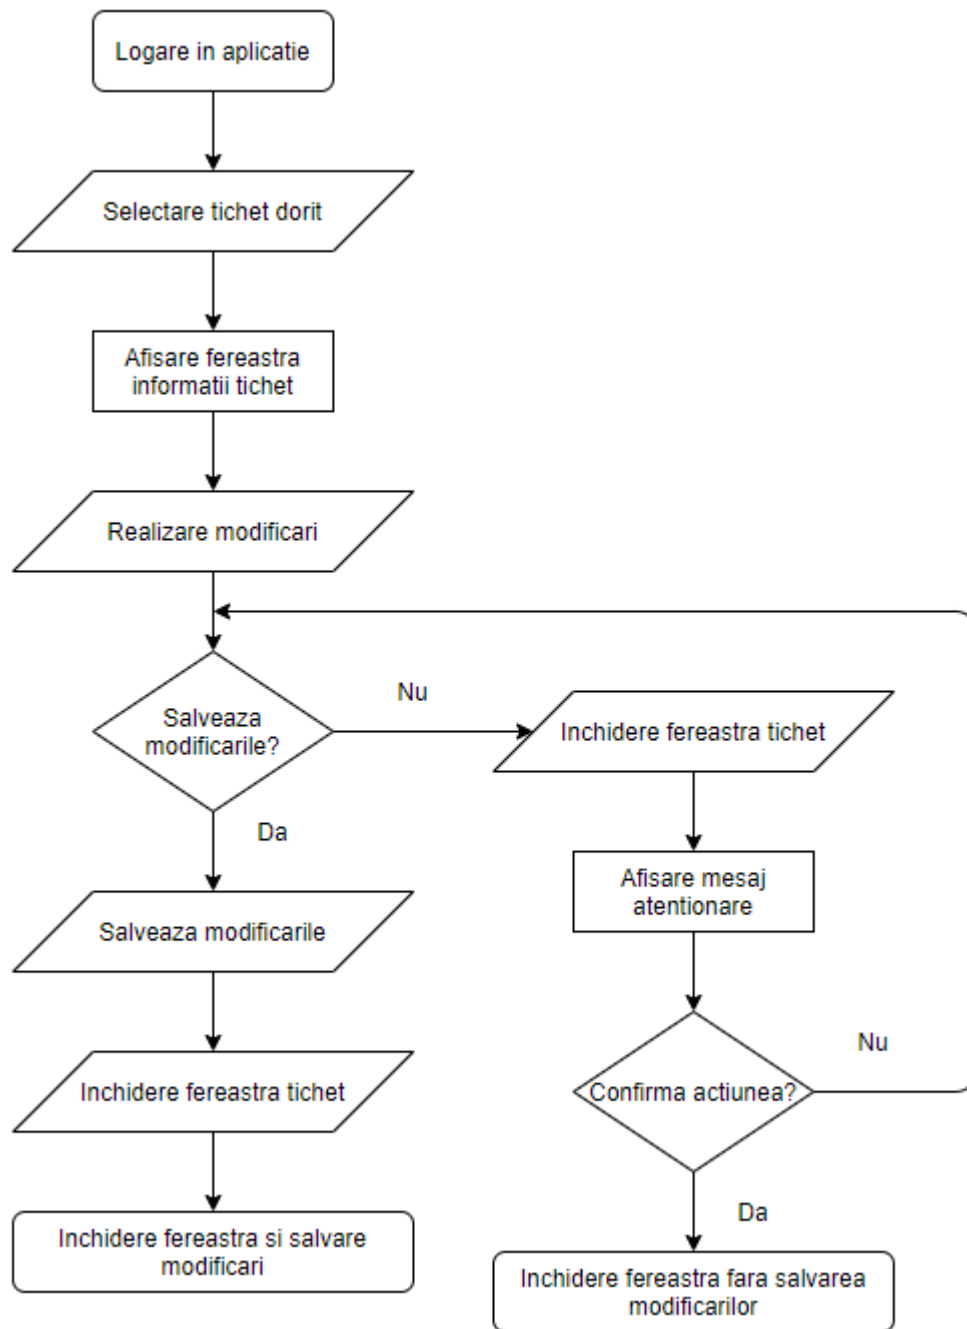 Logare in aplicatie
Selectare tichet dorit
Afisare fereastra
informatii tichet
Realizare modificari
Salveaza
modificarile?
Nu
Inchidere fereastra tichet
Da
Afisare mesaj
atentionare
Salveaza modificarile
Confirma actiunea?
Nu
Inchidere fereastra tichet
Da
Inchidere fereastra si salvare
modificari
Inchidere fereastra fara salvarea
modificarilor